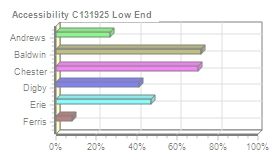 Accessibility C131925 Low End
Andrews
Baldwin
Chester
Digby
Erie
Ferris
0% 20% 40% 60% 80% 100%